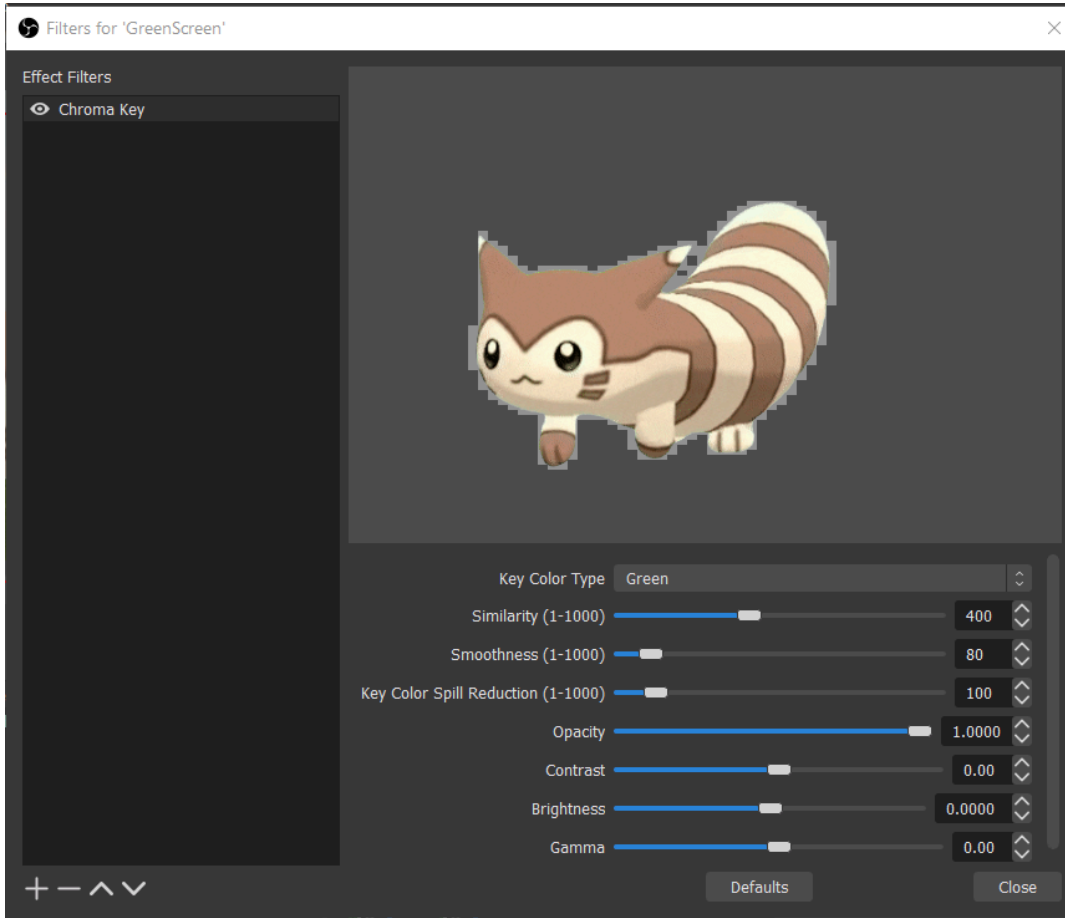 Filters for 'GreenScreen'
Effect Filters
Chroma Key
Key Color Type Green
Similarity (1-1000) 400
Smoothness (1-1000) 80
Key Color Spill Reduction (1-1000) 100
Opacity 1.0000
Contrast 0.00
Brightness 0.0000
Gamma 0.00
Defaults Close